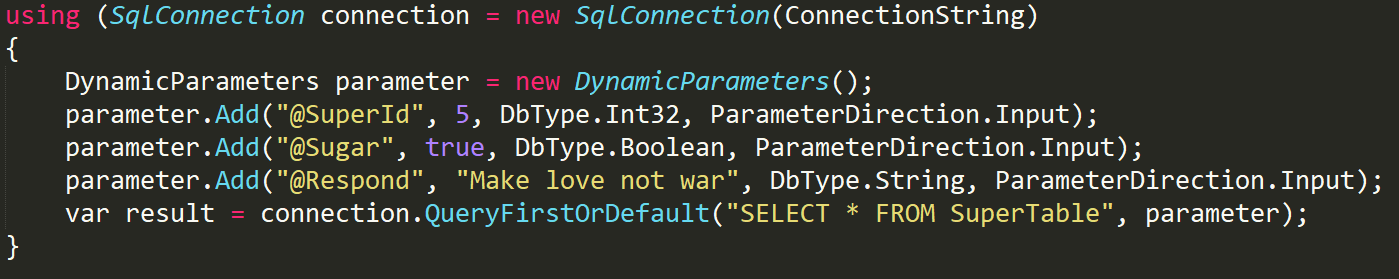 using (SqlConnection connection = new SqlConnection(ConnectionString)
{
    DynamicParameters parameter = new DynamicParameters();
    parameter.Add("@SuperId", 5, DbType.Int32, ParameterDirection.Input);
    parameter.Add("@Sugar", true, DbType.Boolean, ParameterDirection.Input);
    parameter.Add("@Respond", "Make love not war", DbType.String, ParameterDirection.Input);
    var result = connection.QueryFirstOrDefault("SELECT * FROM SuperTable", parameter);
}